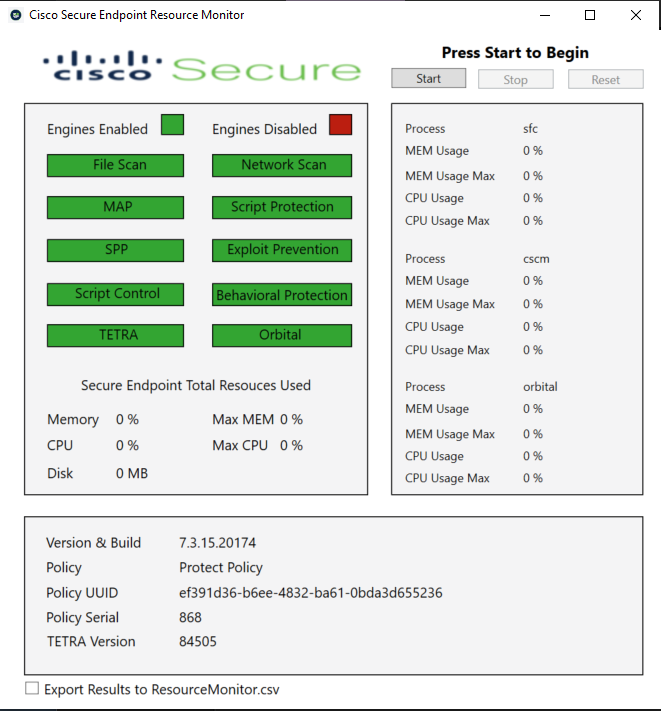 Cisco Secure Endpoint Resource Monitor
cisco Secure
Press Start to Begin
Start Stop Reset
Engines Enabled Engines Disabled
File Scan Network Scan
MAP Script Protection
SPP Exploit Prevention
Script Control Behavioral Protection
TETRA Orbital
Secure Endpoint Total Resouces Used
Memory 0 % Max MEM 0 %
CPU 0 % Max CPU 0 %
Disk 0 MB
Process sfc
MEM Usage 0 %
MEM Usage Max 0 %
CPU Usage 0 %
CPU Usage Max 0 %
Process cscm
MEM Usage 0 %
MEM Usage Max 0 %
CPU Usage 0 %
CPU Usage Max 0 %
Process orbital
MEM Usage 0 %
MEM Usage Max 0 %
CPU Usage 0 %
CPU Usage Max 0 %
Version & Build 7.3.15.20174
Policy Protect Policy
Policy UUID ef391d36-b6ee-4832-ba61-0bda3d655236
Policy Serial 868
TETRA Version 84505
Export Results to ResourceMonitor.csv